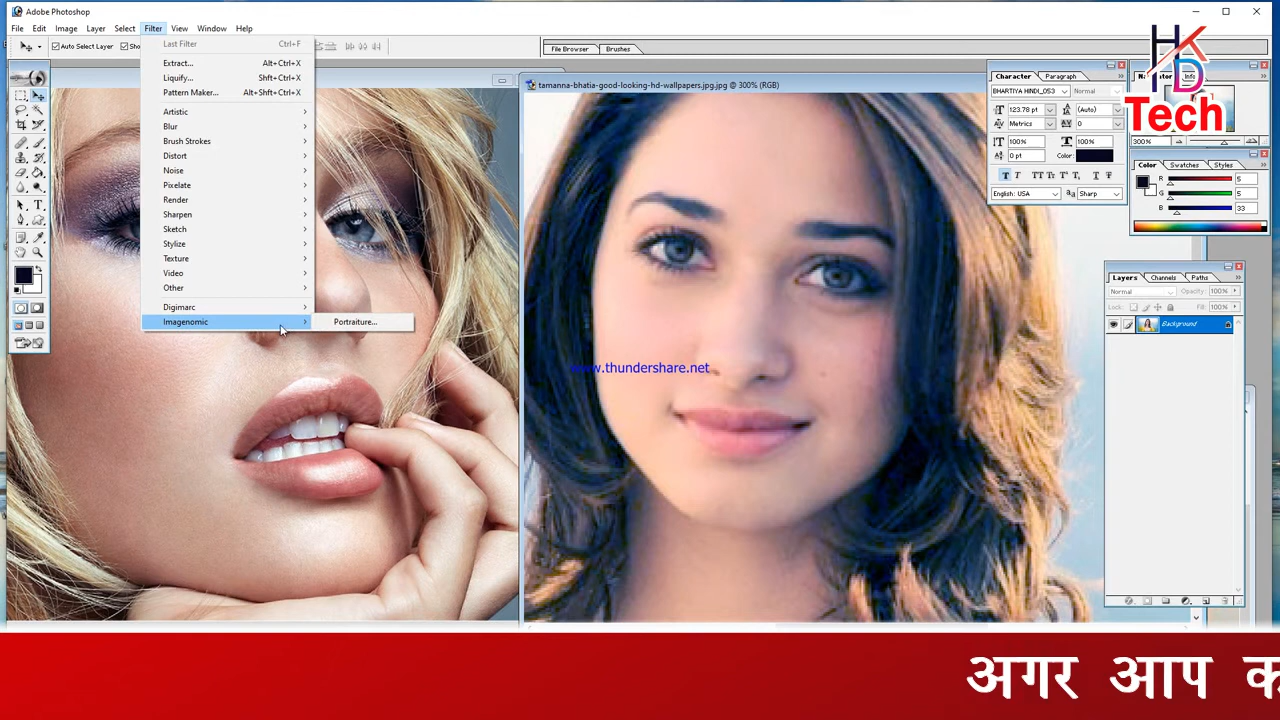 Adobe Photoshop
File Edit Image Layer Select Filter View Window Help
Auto Select Layer
File Browser Brushes
Last Filter Ctrl+F
Extract... Alt+Ctrl+X
Liquify... Shft+Ctrl+X
Pattern Maker... Alt+Shft+Ctrl+X
Artistic
Blur
Brush Strokes
Distort
Noise
Pixelate
Render
Sharpen
Sketch
Stylize
Texture
Video
Other
Digimarc
Imagenomic
Portraiture...
tamanna-bhatia-good-looking-hd-wallpapers.jpg.jpg @ 300% (RGB)
www.thundershare.net
Character Paragraph
BHARTIYA HINDI_053 Normal
123.78 pt (Auto)
Metrics 0
100% 100%
0 pt Color:
T T TT Tr T T T T
English: USA aa Sharp
Info
HKD
Tech
300%
Color Swatches Styles
R 5
G 5
B 33
Layers Channels Paths
Normal Opacity: 100%
Lock: Fill: 100%
Background
अगर आप क